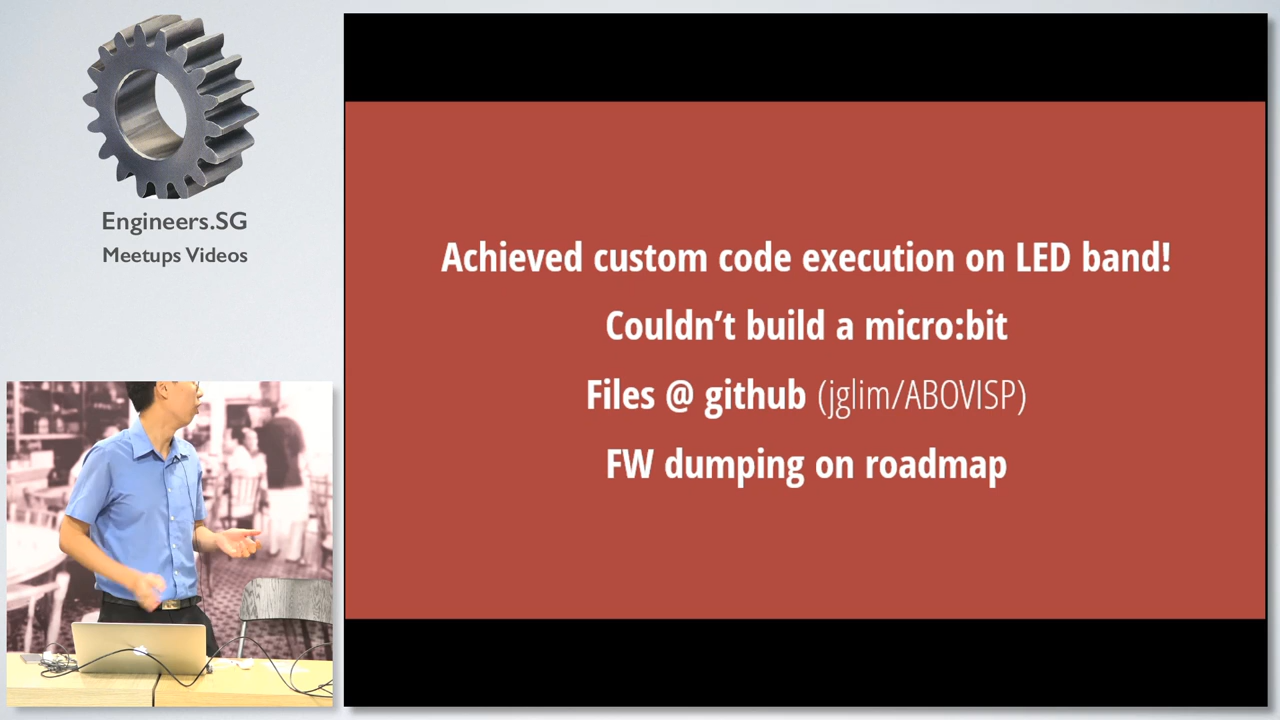 Engineers.SG
Meetups Videos
Achieved custom code execution on LED band!
Couldn’t build a micro:bit
Files @ github (jglim/ABOVISP)
FW dumping on roadmap